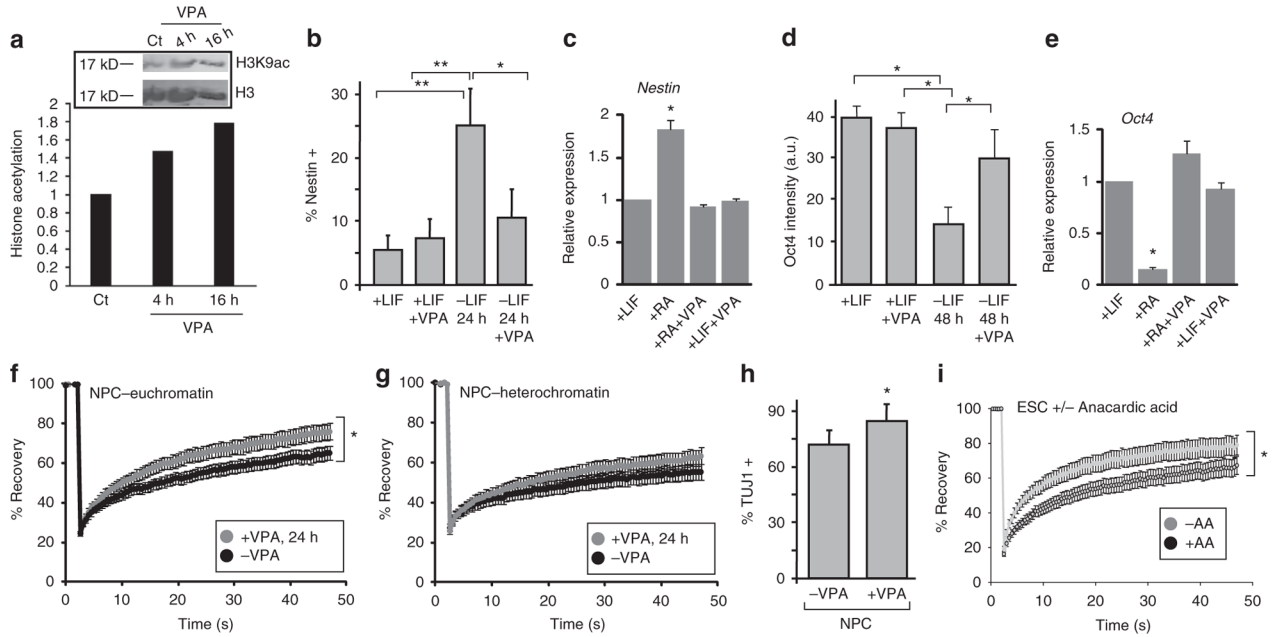 a
VPA
Ct 4 h 16 h
17 kD H3K9ac
17 kD H3
Histone acetylation
2
1.8
1.6
1.4
1.2
1
0.8
0.6
0.4
0.2
0
Ct 4 h 16 h
VPA
b
** *
**
% Nestin +
30
20
10
0
+LIF +LIF –LIF –LIF
+VPA 24 h 24 h
+VPA
c
Nestin
*
Relative expression
2
1.5
1
0.5
0
+LIF
+RA
+RA+VPA
+LIF+VPA
d
*
*
*
Oct4 intensity (a.u.)
40
30
20
10
0
+LIF +LIF –LIF –LIF
+VPA 48 h 48 h
+VPA
e
Oct4
Relative expression
1.5
1
0.5
0
*
+LIF
+RA
+RA+VPA
+LIF+VPA
f
NPC–euchromatin
% Recovery
100
80
60
40
20
0
*
+VPA, 24 h
–VPA
0 10 20 30 40 50
Time (s)
g
NPC–heterochromatin
% Recovery
100
80
60
40
20
0
+VPA, 24 h
–VPA
0 10 20 30 40 50
Time (s)
h
*
% TUJ1 +
90
60
30
0
–VPA +VPA
NPC
i
ESC +/– Anacardic acid
% Recovery
100
80
60
40
20
0
*
–AA
+AA
0 10 20 30 40 50
Time (s)